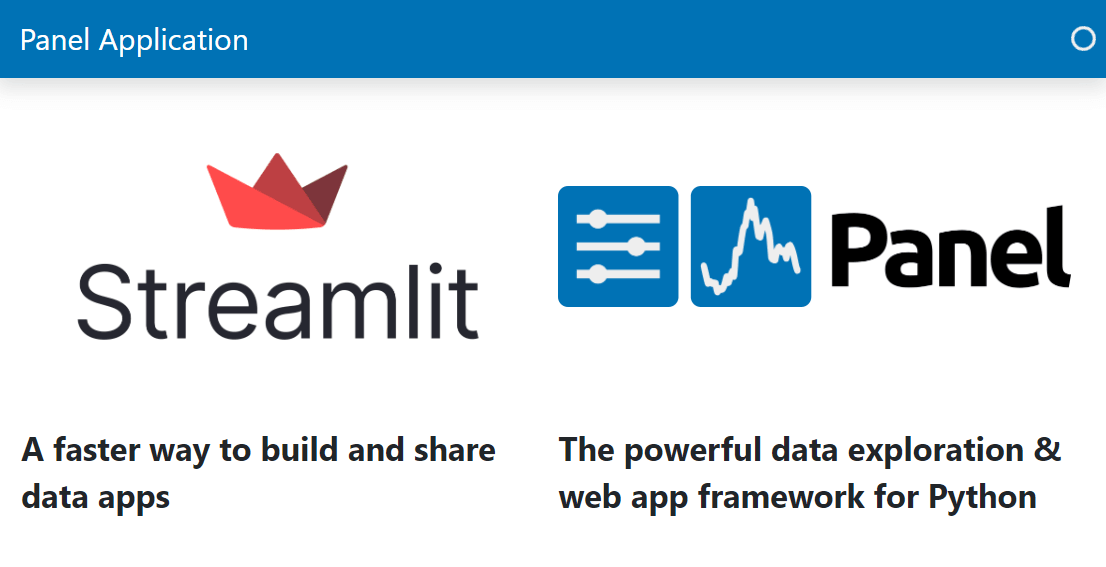 Panel Application
Streamlit
Panel
A faster way to build and share
data apps
The powerful data exploration &
web app framework for Python